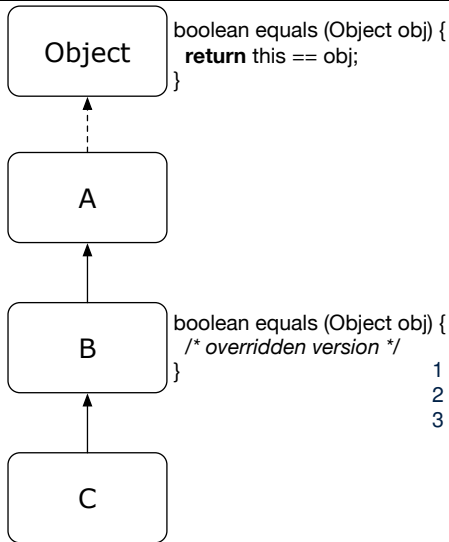 Object
boolean equals (Object obj) {
return this == obj;
}
A
B
boolean equals (Object obj) {
/* overridden version */
}
1
2
3
C